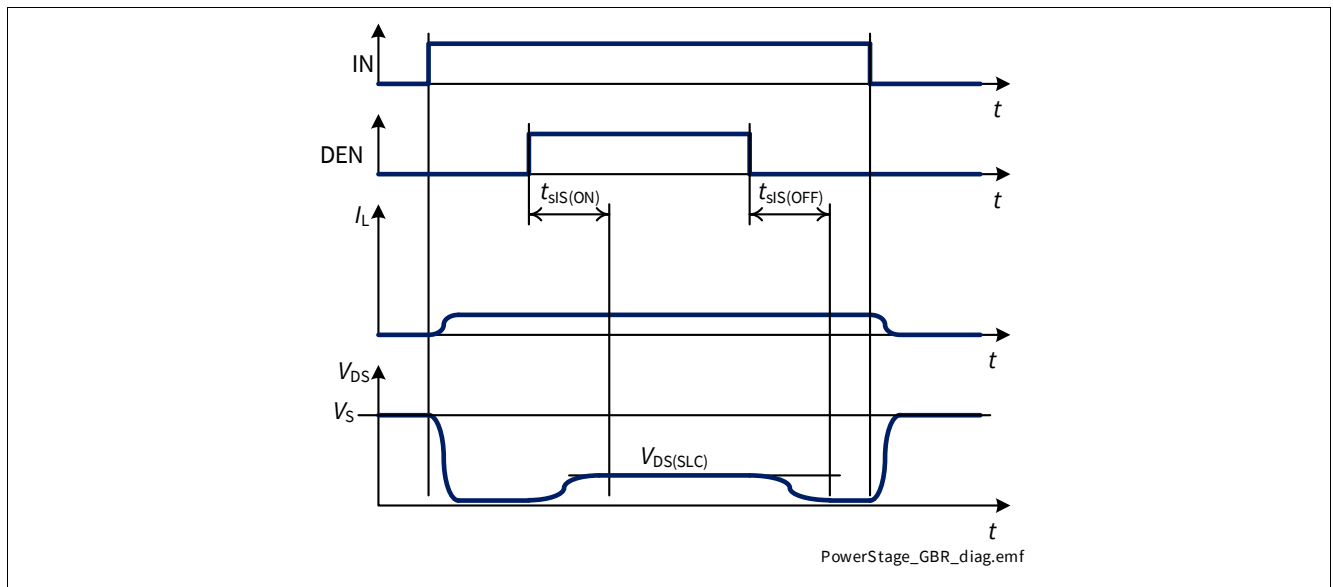 IN
t
DEN
t
tsIS(ON)
tsIS(OFF)
IL
t
VDS
VS
VDS(SLC)
t
PowerStage_GBR_diag.emf